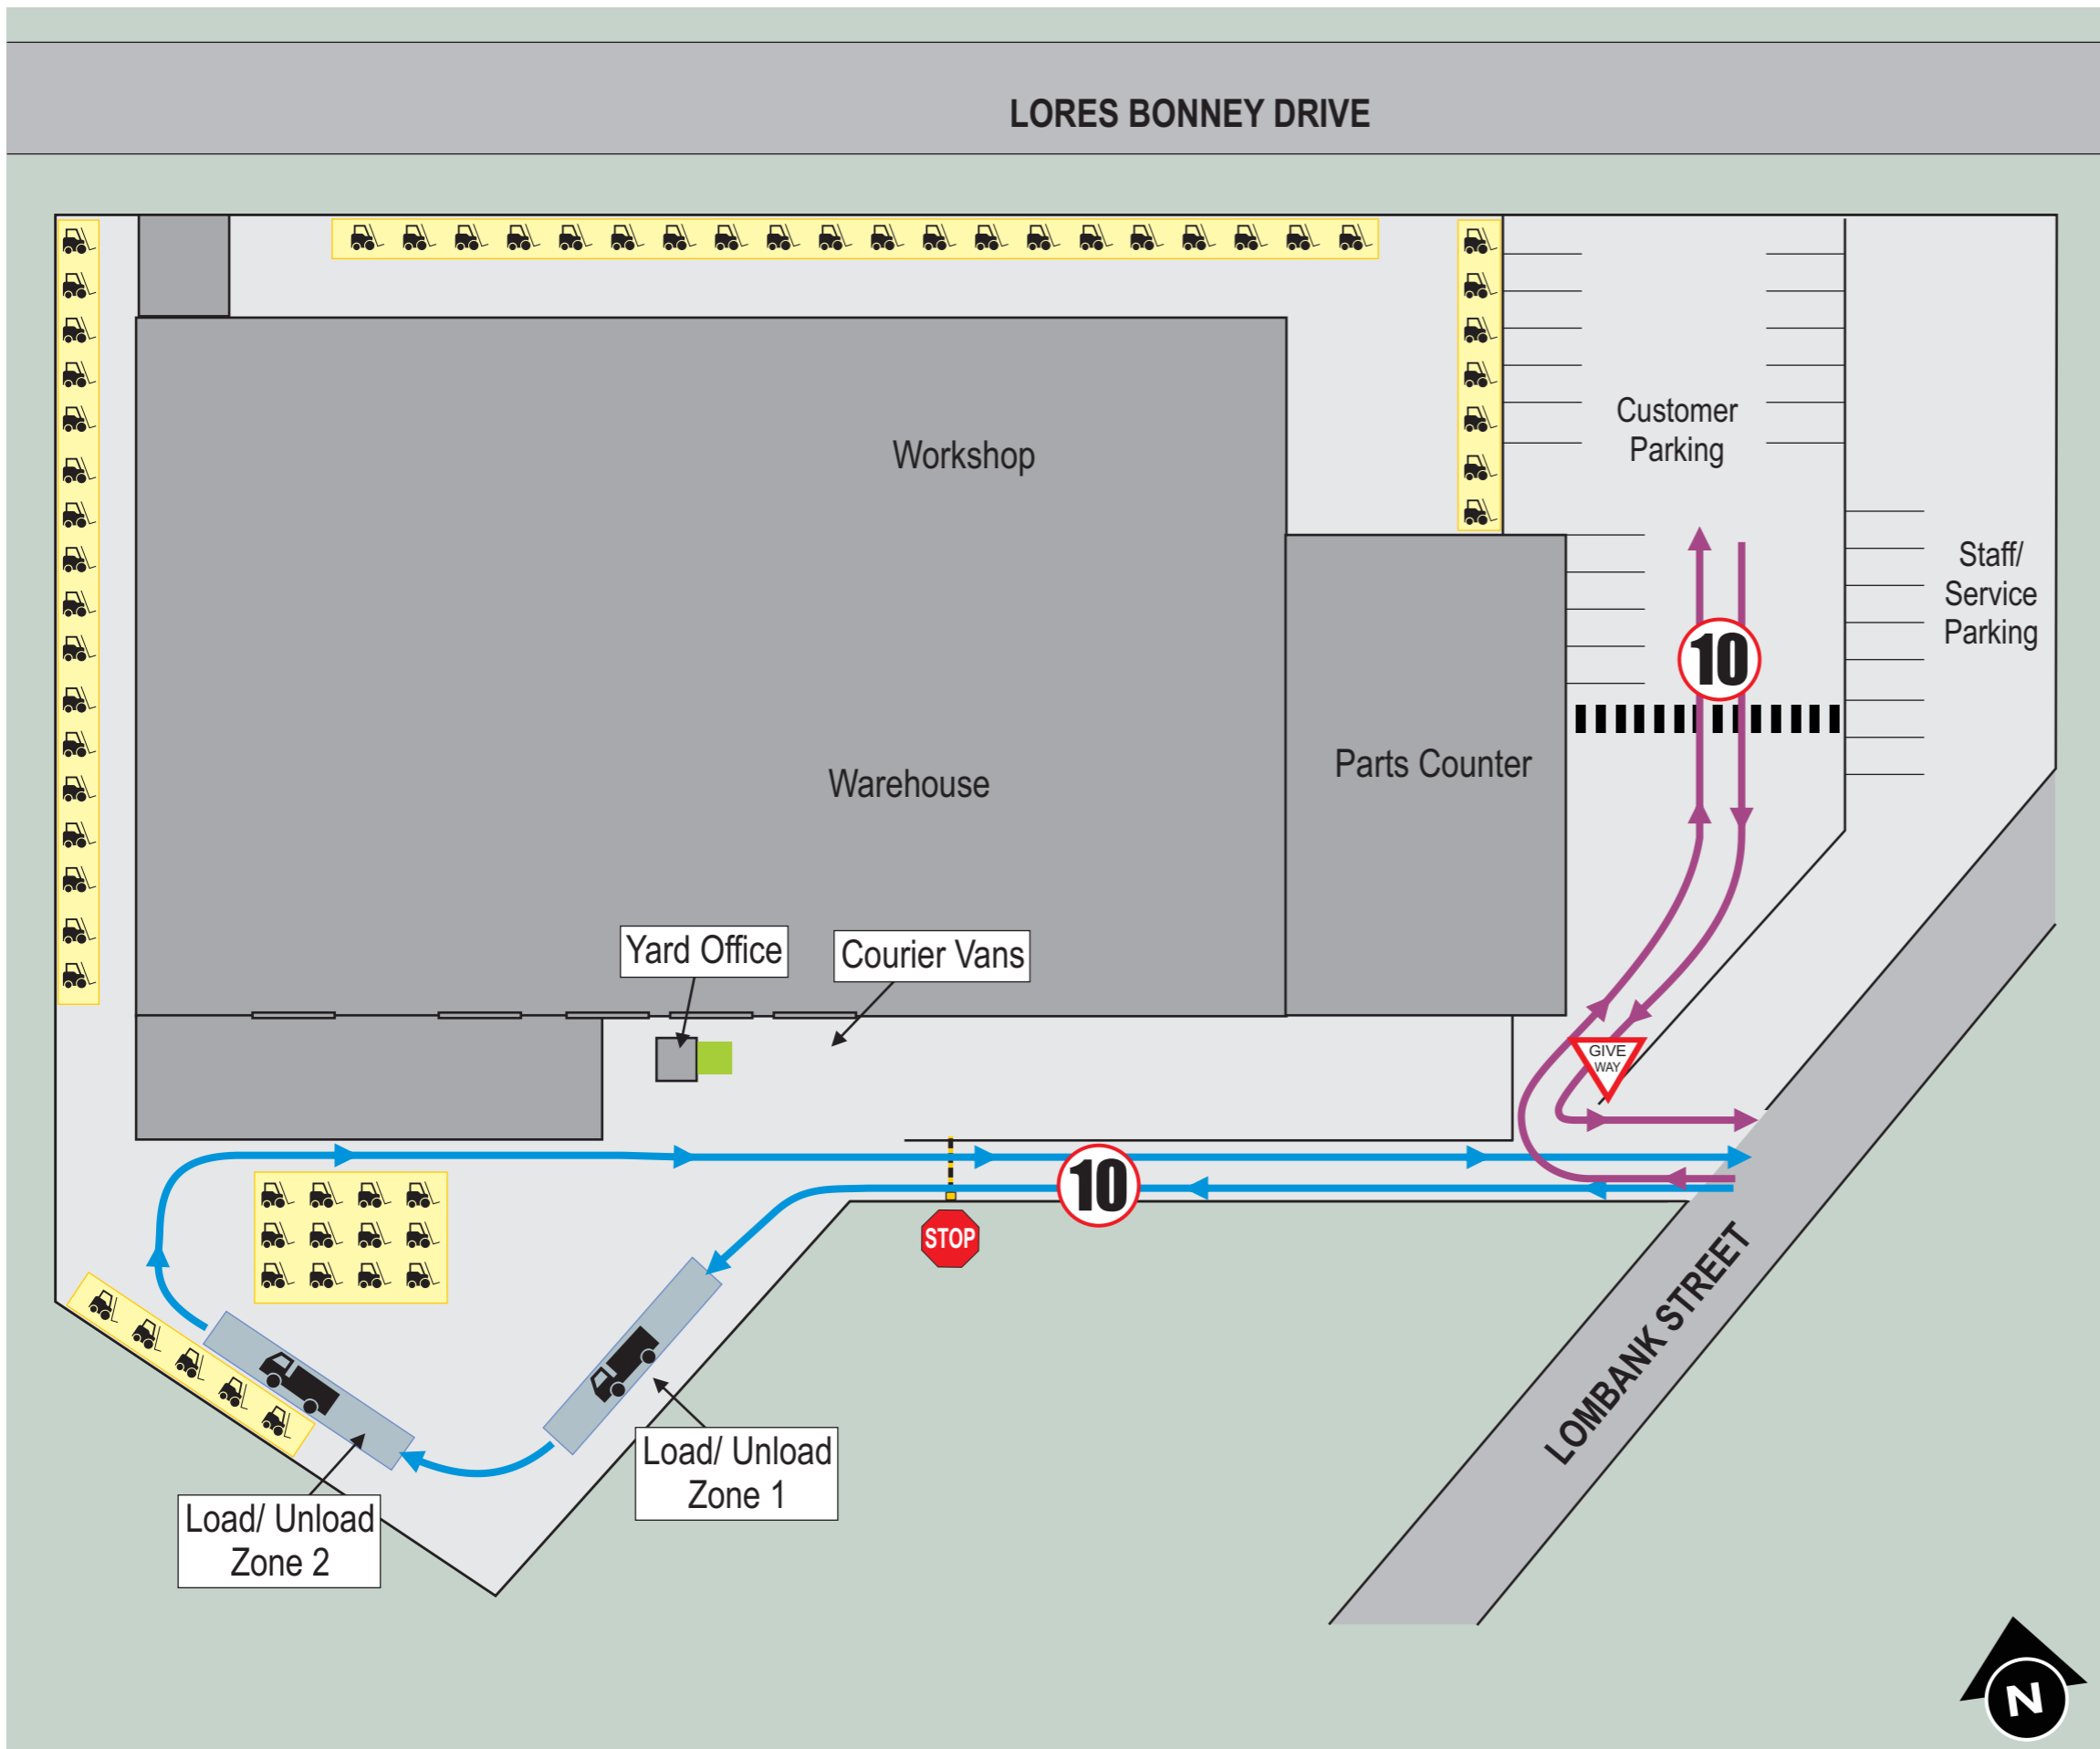 LORES BONNEY DRIVE
Customer
Parking
Workshop
Staff/
Service
Parking
10
Parts Counter
Warehouse
Yard Office
Courier Vans
GIVE
WAY
10
STOP
LOMBANK STREET
Load/ Unload
Zone 1
Load/ Unload
Zone 2
N